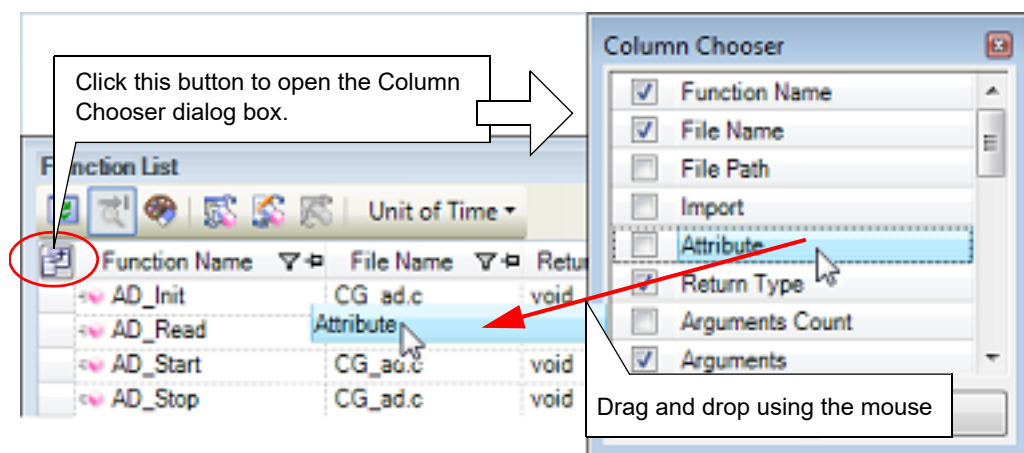 Click this button to open the Column
Chooser dialog box.
Function List
Unit of Time
Function Name File Name
AD_Init CG_ad.c void
AD_Read Attribute
AD_Start CG_ad.c void
AD_Stop CG_ad.c void
Column Chooser
Function Name
File Name
File Path
Import
Attribute
Return Type
Arguments Count
Arguments
Drag and drop using the mouse